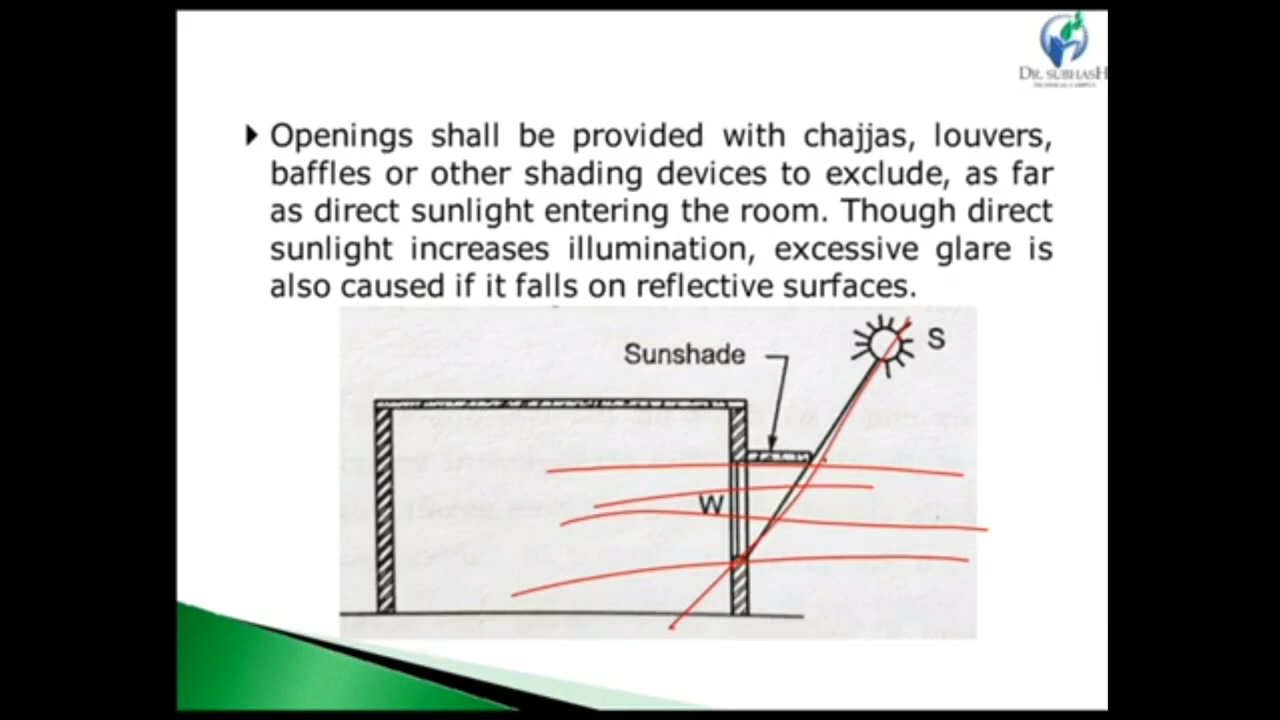 DR. SUBHASH
TECHNICAL CAMPUS
Openings shall be provided with chajjas, louvers,
baffles or other shading devices to exclude, as far
as direct sunlight entering the room. Though direct
sunlight increases illumination, excessive glare is
also caused if it falls on reflective surfaces.
Sunshade
S
W